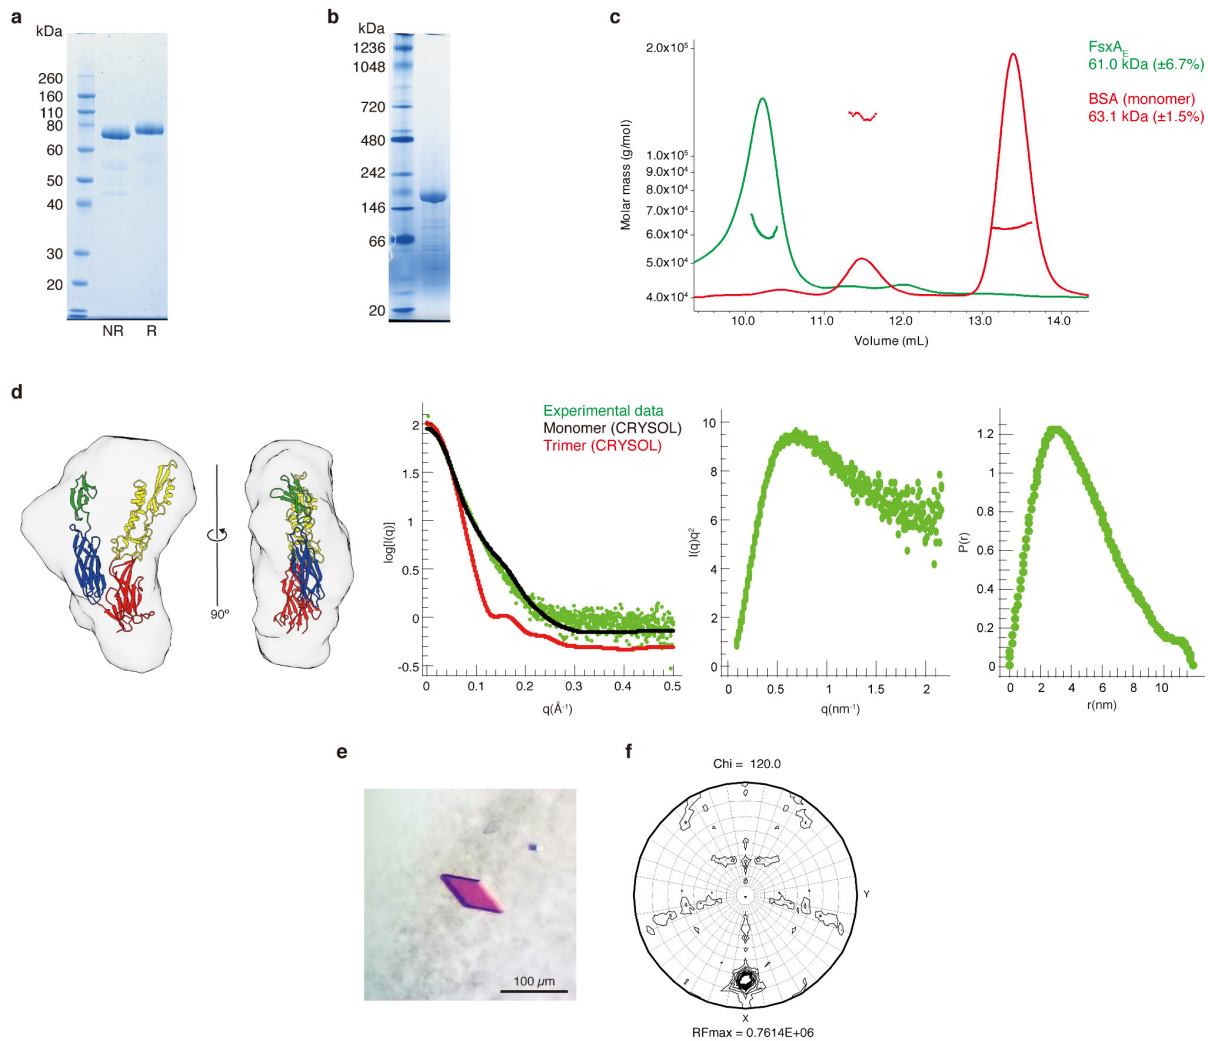 a
kDa
260
160
110
80
60
50
40
30
20
NR R
b
kDa
1236
1048
720
480
242
146
66
20
c
2.0x10⁵
1.0x10⁵
9.0x10⁴
8.0x10⁴
7.0x10⁴
6.0x10⁴
5.0x10⁴
4.0x10⁴
Molar mass (g/mol)
10.0 11.0 12.0 13.0 14.0
Volume (mL)
FsxA_E
61.0 kDa (±6.7%)
BSA (monomer)
63.1 kDa (±1.5%)
d
90º
Experimental data
Monomer (CRYSOL)
Trimer (CRYSOL)
log[I(q)]
2
1.5
1
0.5
0
-0.5
0 0.1 0.2 0.3 0.4 0.5
q(Å⁻¹)
I(q)q²
10
8
6
4
2
0
0 0.5 1 1.5 2
q(nm⁻¹)
P(r)
1.2
1
0.8
0.6
0.4
0.2
0
0 2 4 6 8 10
r(nm)
e
100 µm
f
Chi = 120.0
Y
X
RFmax = 0.7614E+06